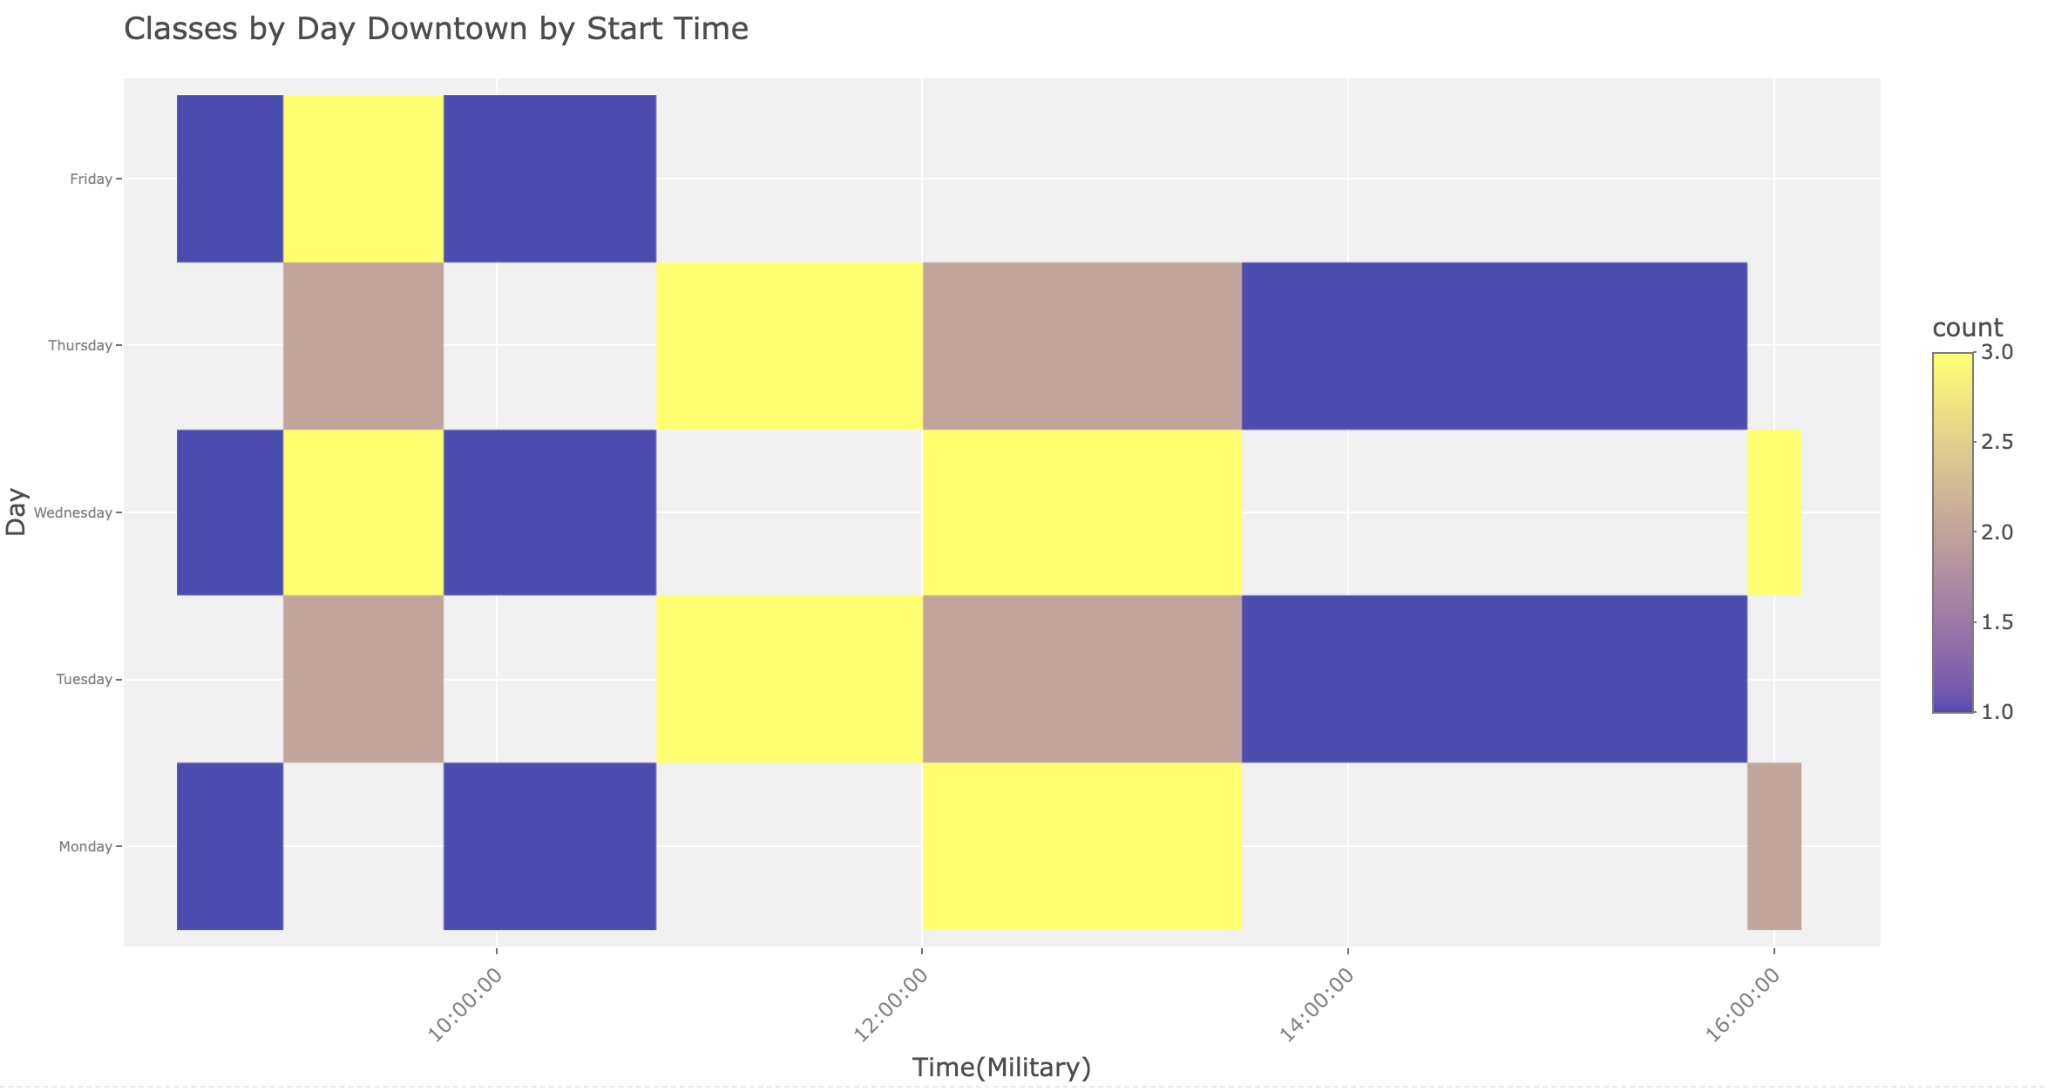 Classes by Day Downtown by Start Time
Day
Friday
Thursday
Wednesday
Tuesday
Monday
10:00:00
12:00:00
14:00:00
16:00:00
Time(Military)
count
3.0
2.5
2.0
1.5
1.0